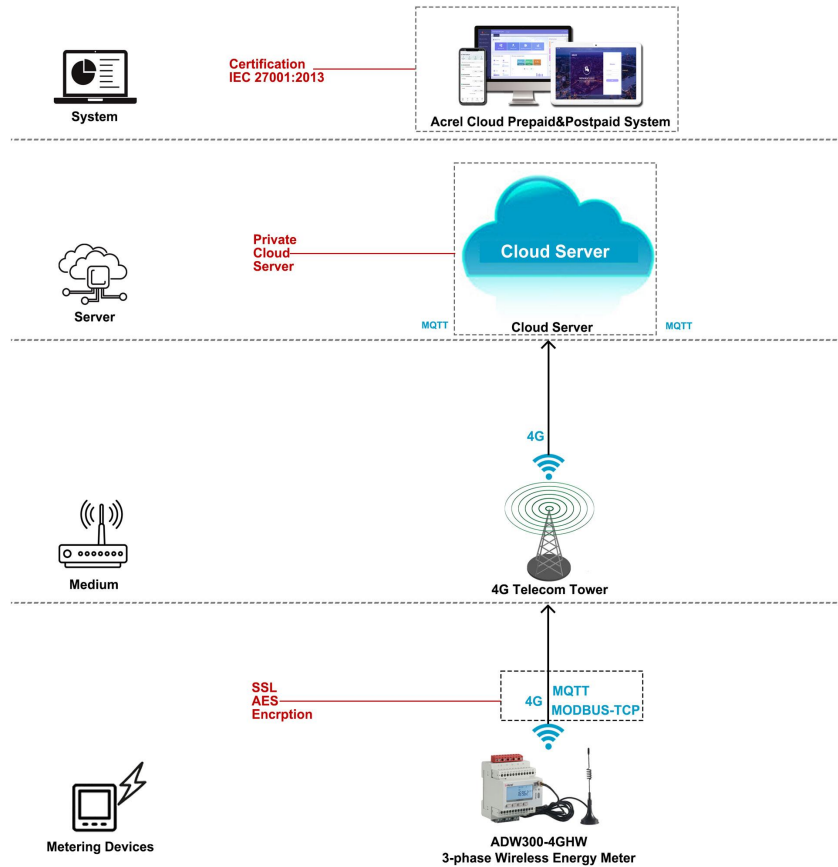 Certification
IEC 27001:2013
System
Acrel Cloud Prepaid&Postpaid System
Private
Cloud
Server
Cloud Server
Server
MQTT
Cloud Server
MQTT
4G
Medium
4G Telecom Tower
SSL
AES
Encrption
4G
MQTT
MODBUS-TCP
Metering Devices
ADW300-4GHW
3-phase Wireless Energy Meter